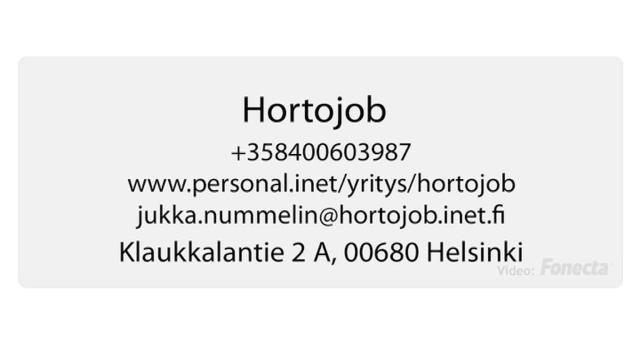 Hortojob
+358400603987
www.personal.inet/yritys/hortojob
jukka.nummelin@hortojob.inet.fi
Klaukkalantie 2 A, 00680 Helsinki
Video: Fonecta